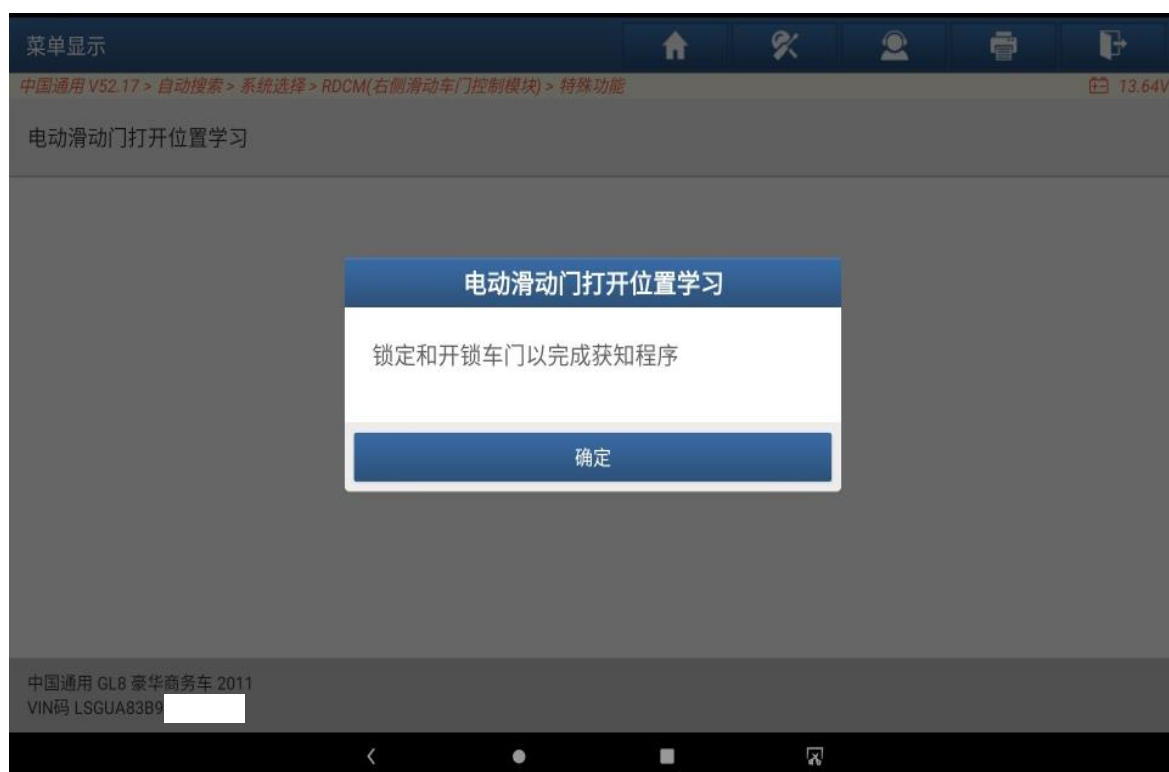 菜单显示
中国通用 V52.17 > 自动搜索 > 系统选择 > RDCM(右侧滑动车门控制模块) > 特殊功能
13.64V
电动滑动门打开位置学习
电动滑动门打开位置学习
锁定和开锁车门以完成获知程序
确定
中国通用 GL8 豪华商务车 2011
VIN码 LSGUA83B9